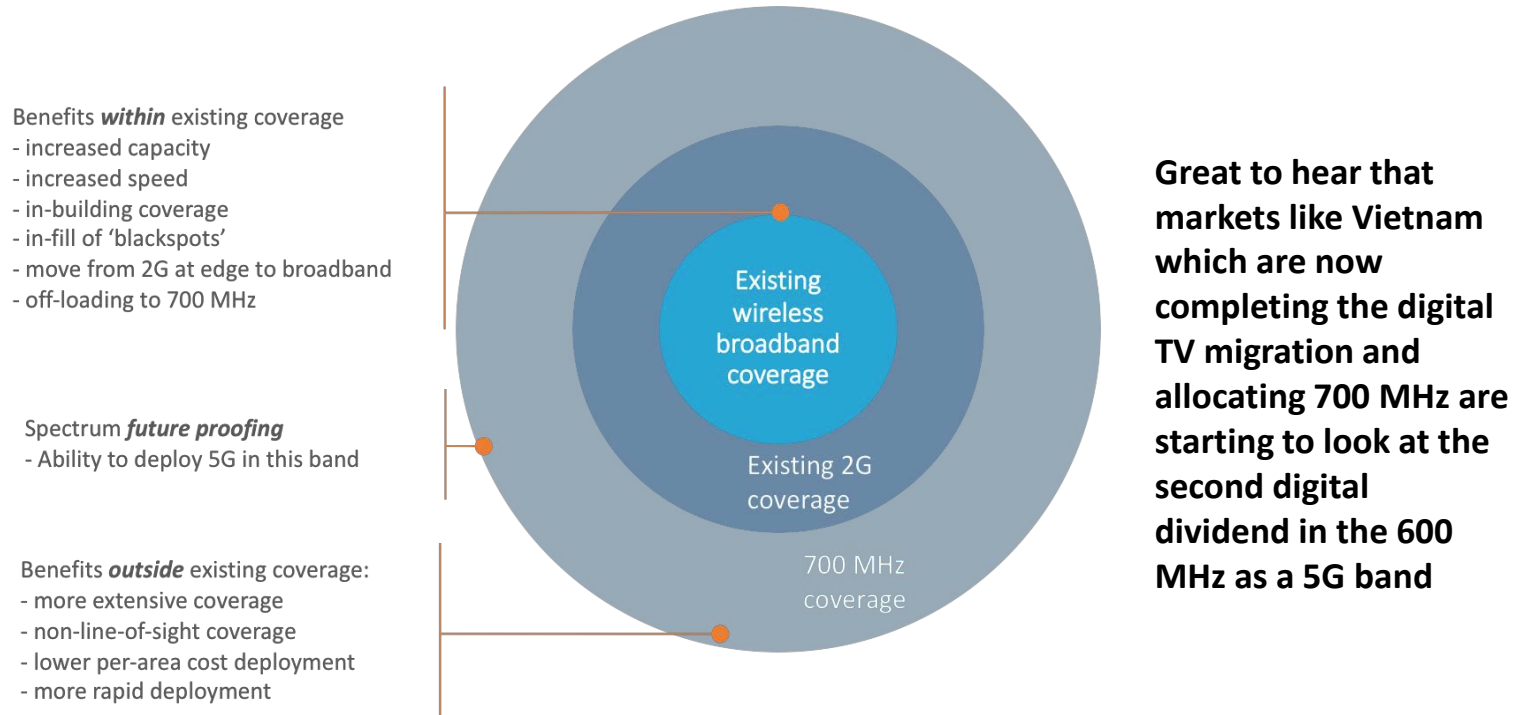 Benefits within existing coverage
- increased capacity
- increased speed
- in-building coverage
- in-fill of ‘blackspots’
- move from 2G at edge to broadband
- off-loading to 700 MHz
Spectrum future proofing
- Ability to deploy 5G in this band
Benefits outside existing coverage:
- more extensive coverage
- non-line-of-sight coverage
- lower per-area cost deployment
- more rapid deployment
Existing
wireless
broadband
coverage
Existing 2G
coverage
700 MHz
coverage
Great to hear that
markets like Vietnam
which are now
completing the digital
TV migration and
allocating 700 MHz are
starting to look at the
second digital
dividend in the 600
MHz as a 5G band